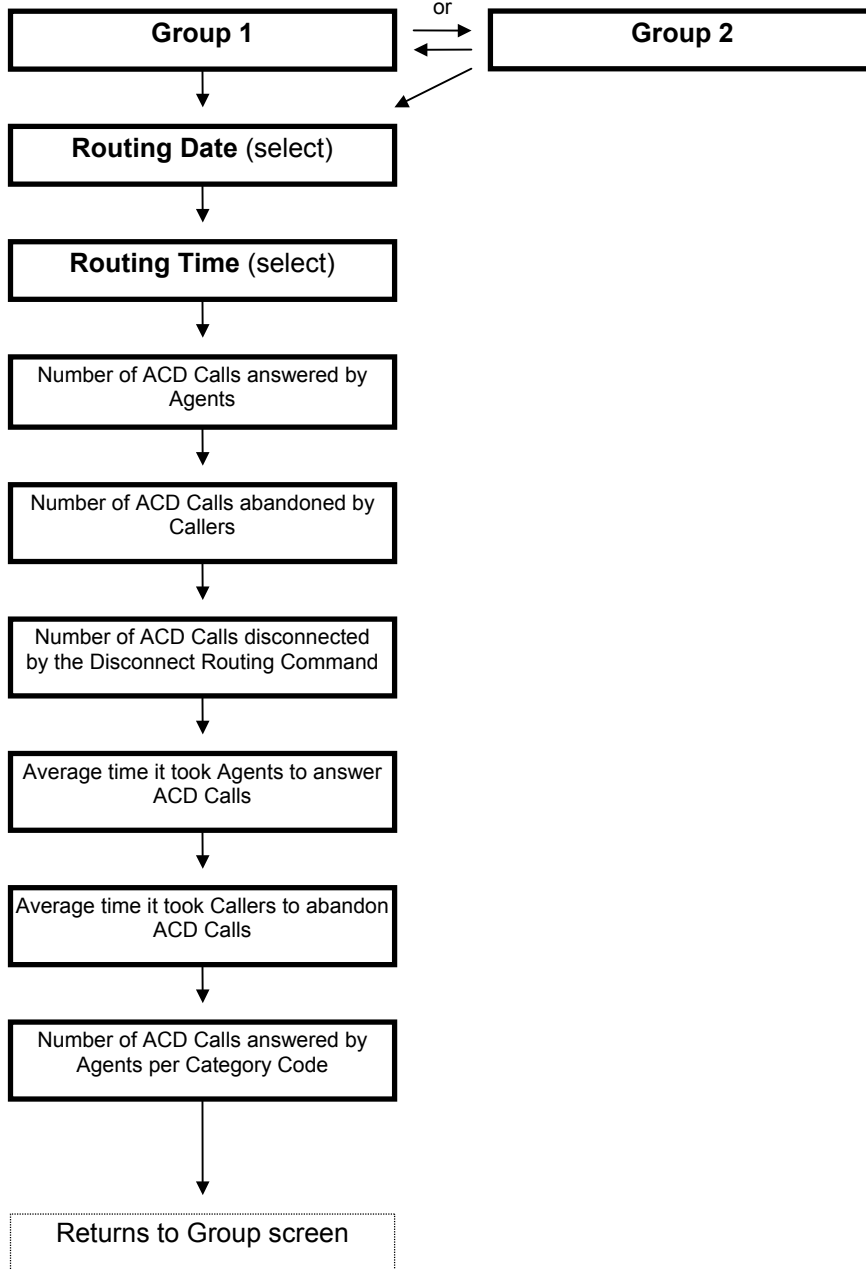 or
Group 1
Group 2
Routing Date (select)
Routing Time (select)
Number of ACD Calls answered by
Agents
Number of ACD Calls abandoned by
Callers
Number of ACD Calls disconnected
by the Disconnect Routing Command
Average time it took Agents to answer
ACD Calls
Average time it took Callers to abandon
ACD Calls
Number of ACD Calls answered by
Agents per Category Code
Returns to Group screen